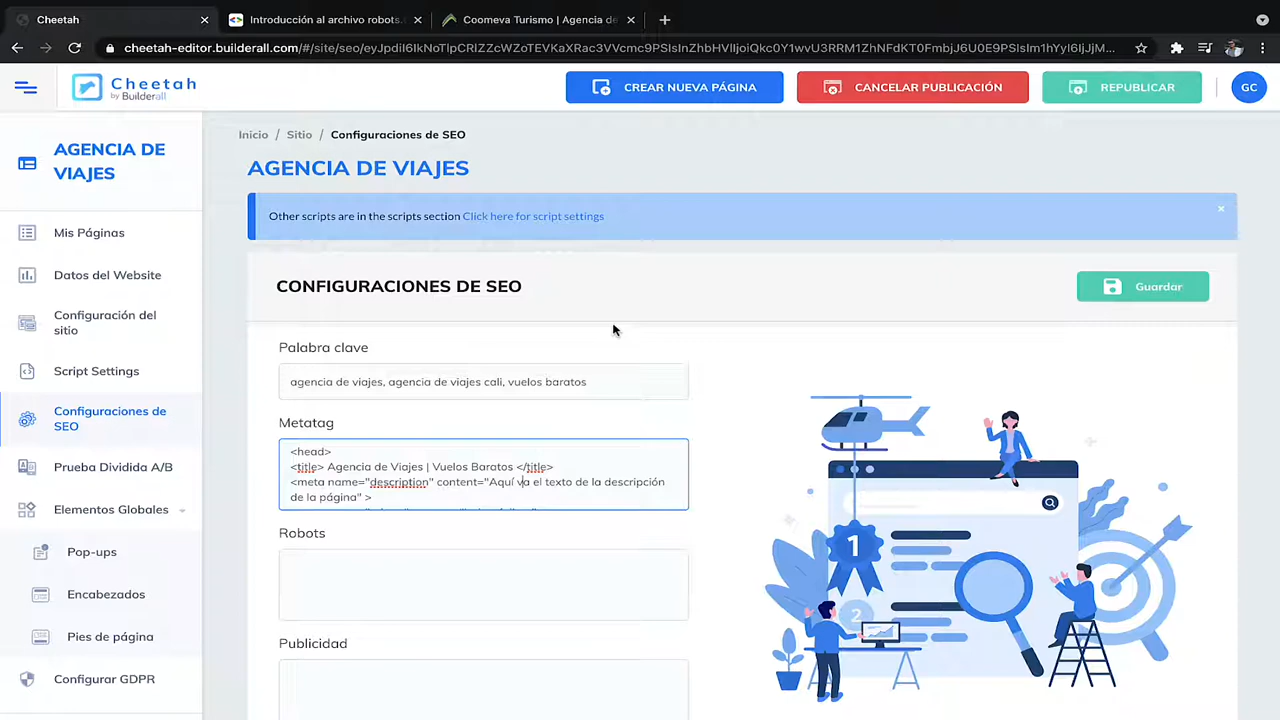 Cheetah
Introducción al archivo robots.
Coomeva Turismo | Agencia de
cheetah-editor.builderall.com/#/site/seo/
Cheetah
by Builderall
CREAR NUEVA PÁGINA
CANCELAR PUBLICACIÓN
REPUBLICAR
GC
AGENCIA DE
VIAJES
Inicio / Sitio / Configuraciones de SEO
AGENCIA DE VIAJES
Other scripts are in the scripts section Click here for script settings
Mis Páginas
Datos del Website
Configuración del
sitio
Script Settings
Configuraciones de
SEO
Prueba Dividida A/B
Elementos Globales
Pop-ups
Encabezados
Pies de página
Configurar GDPR
CONFIGURACIONES DE SEO
Guardar
Palabra clave
agencia de viajes, agencia de viajes cali, vuelos baratos
Metatag
<head>
<title> Agencia de Viajes | Vuelos Baratos </title>
<meta name="description" content="Aquí va el texto de la descripción
de la página" >
Robots
Publicidad
1
2